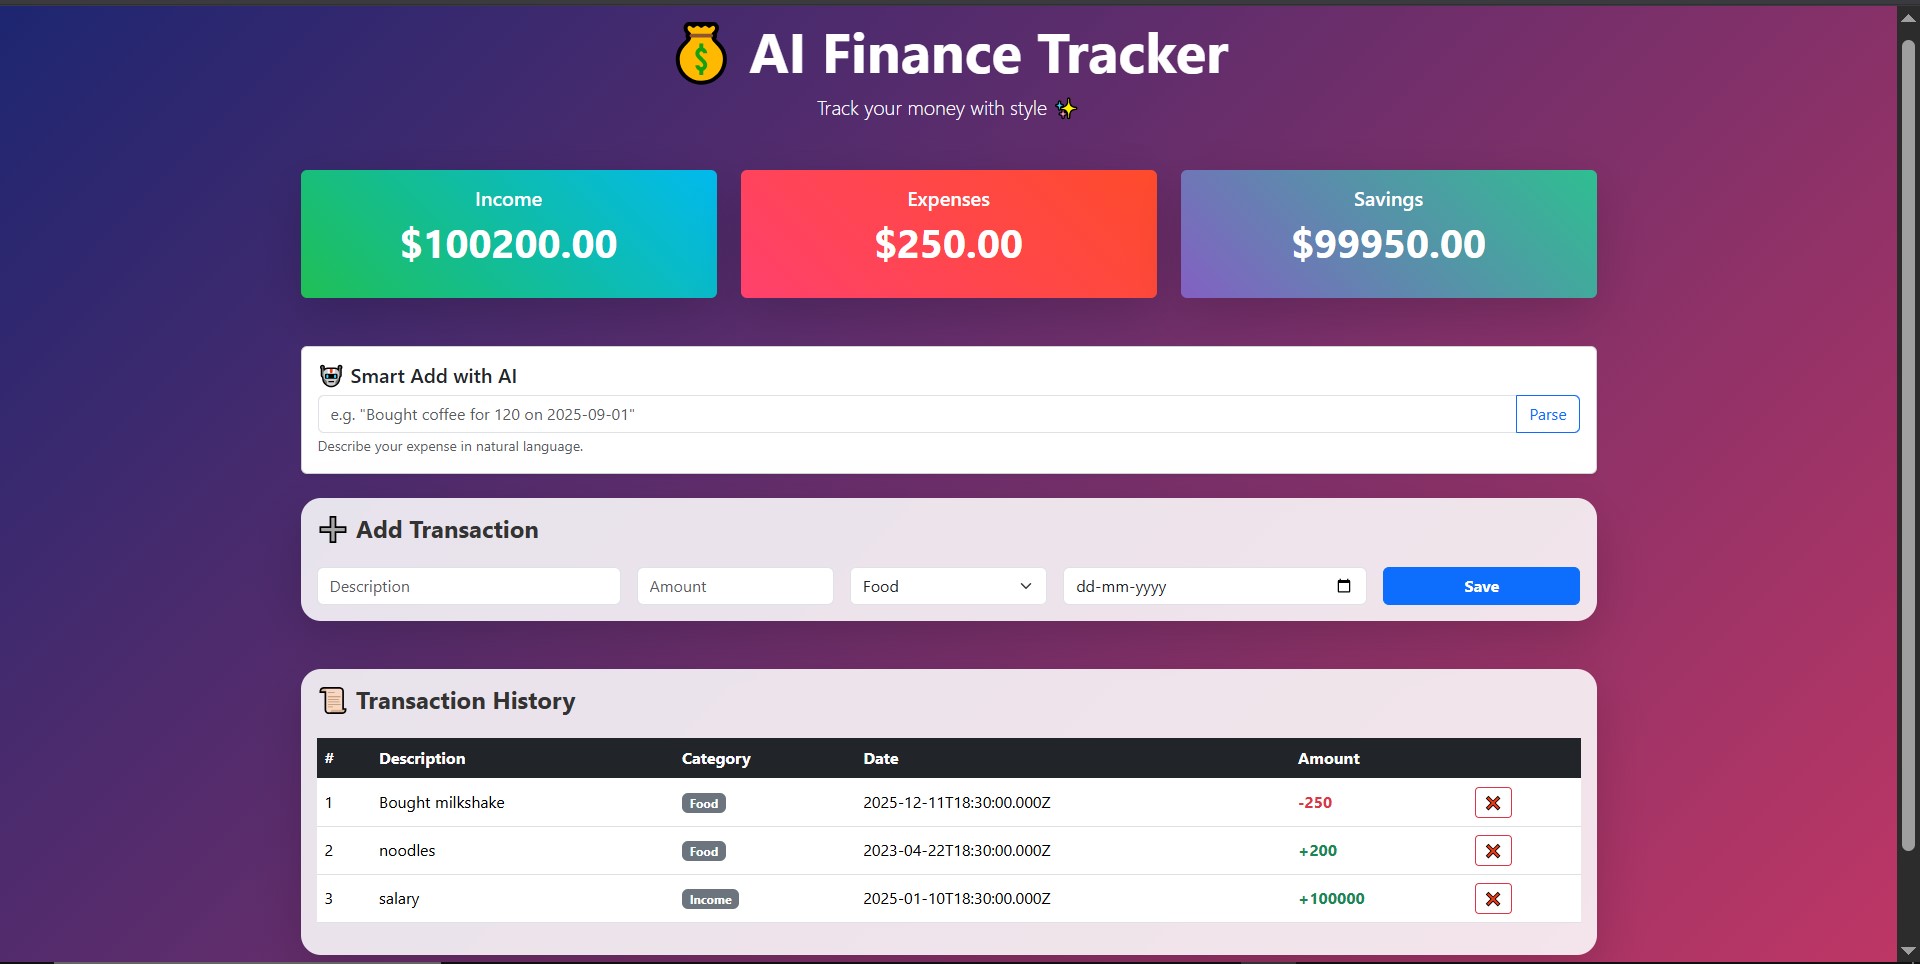 AI Finance Tracker
Track your money with style ✨
Income
$100200.00
Expenses
$250.00
Savings
$99950.00
Smart Add with AI
e.g. "Bought coffee for 120 on 2025-09-01"
Parse
Describe your expense in natural language.
Add Transaction
Description Amount Food dd-mm-yyyy Save
Transaction History
# Description Category Date Amount
1 Bought milkshake Food 2025-12-11T18:30:00.000Z -250
2 noodles Food 2023-04-22T18:30:00.000Z +200
3 salary Income 2025-01-10T18:30:00.000Z +100000